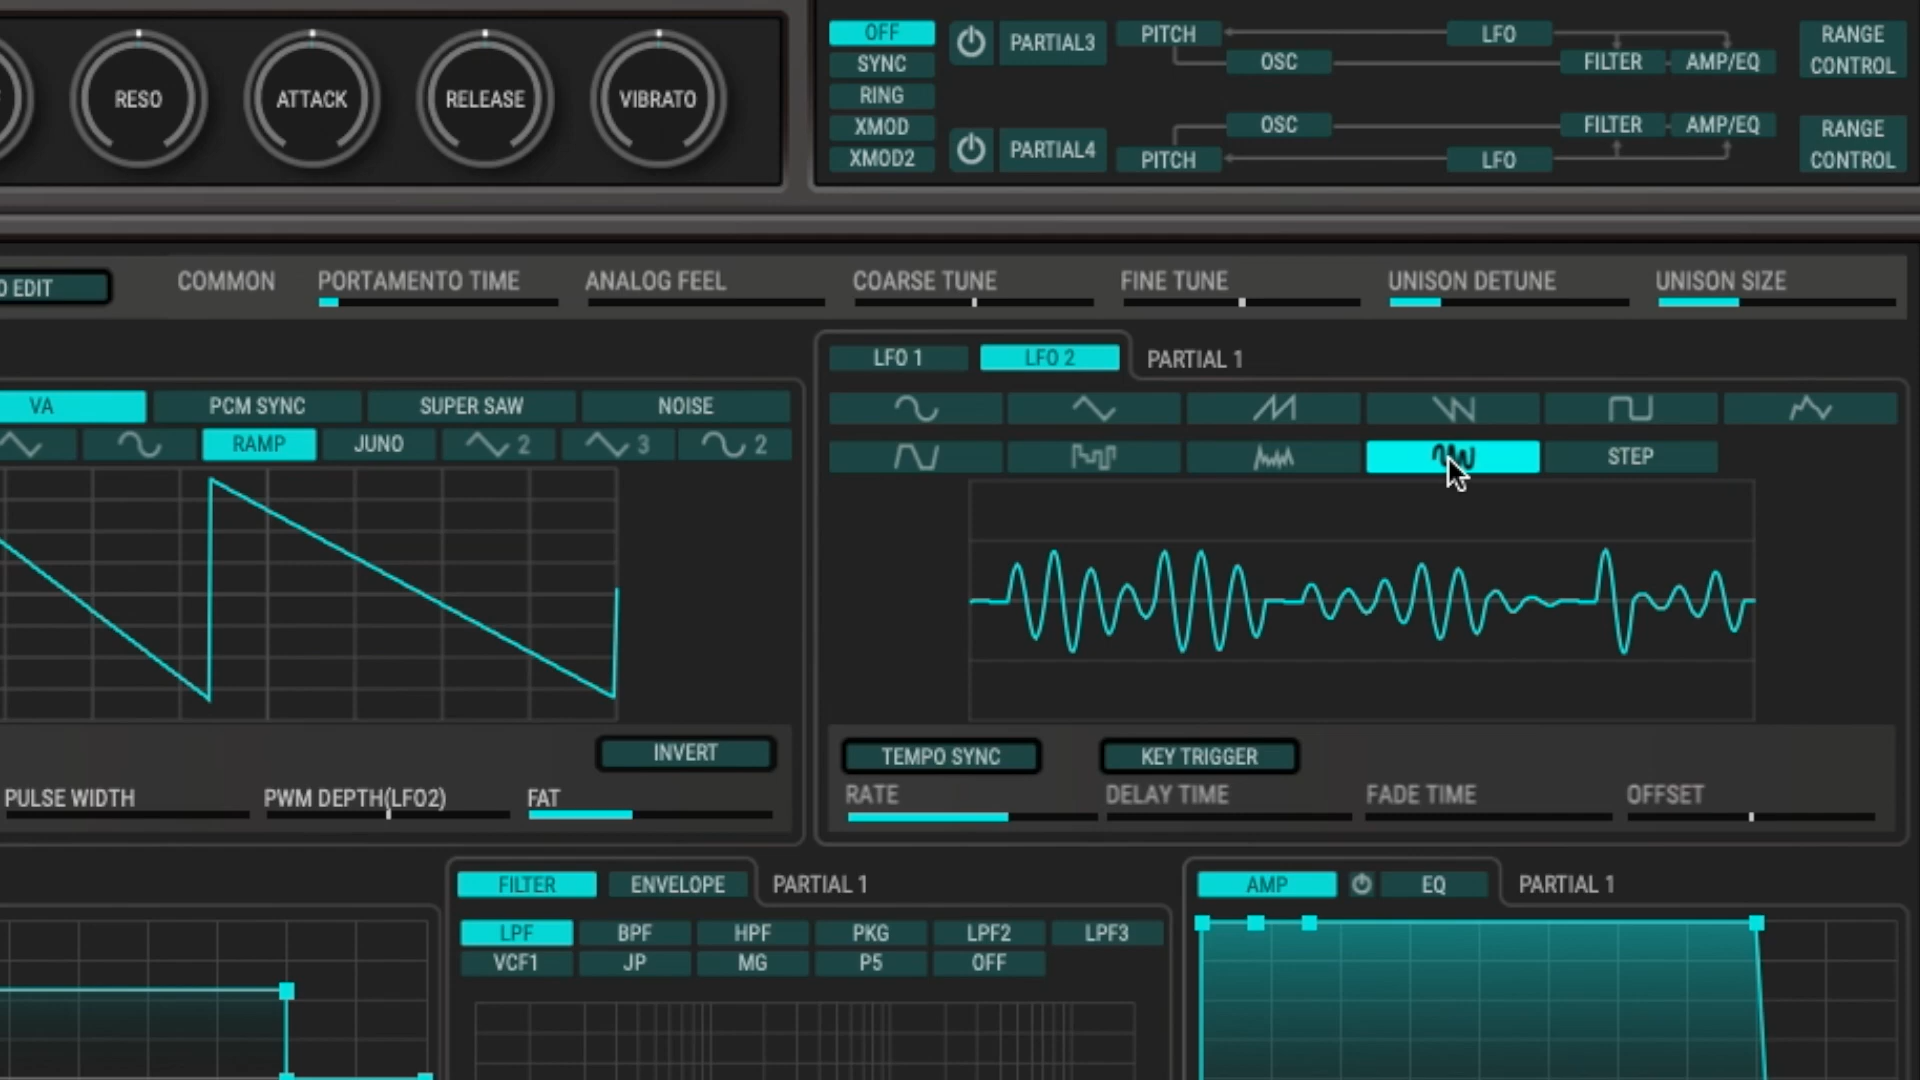 RESO ATTACK RELEASE VIBRATO
OFF
SYNC
RING
XMOD
XMOD2
PARTIAL3 PITCH OSC LFO FILTER AMP/EQ RANGE CONTROL
PARTIAL4 PITCH OSC LFO FILTER AMP/EQ RANGE CONTROL
EDIT COMMON PORTAMENTO TIME ANALOG FEEL COARSE TUNE FINE TUNE UNISON DETUNE UNISON SIZE
VA PCM SYNC SUPER SAW NOISE
RAMP JUNO 2 3 2
INVERT
PULSE WIDTH PWM DEPTH(LFO2) FAT
LFO 1 LFO 2 PARTIAL 1
STEP
TEMPO SYNC KEY TRIGGER
RATE DELAY TIME FADE TIME OFFSET
FILTER ENVELOPE PARTIAL 1
LPF BPF HPF PKG LPF2 LPF3
VCF1 JP MG P5 OFF
AMP EQ PARTIAL 1